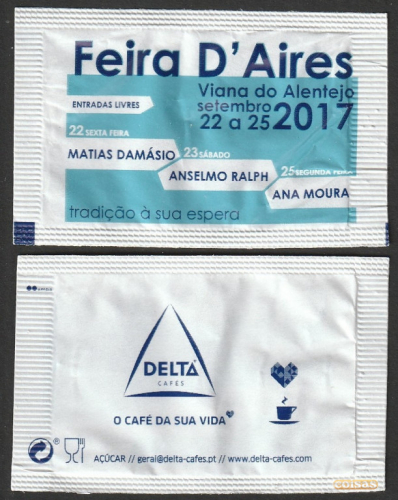 Feira D'Aires
Viana do Alentejo
ENTRADAS LIVRES
setembro
22 a 25 2017
22 SEXTA FEIRA
MATIAS DAMÁSIO
23 SÁBADO
ANSELMO RALPH
25 SEGUNDA FEIRA
ANA MOURA
tradição à sua espera
DELTA
CAFÉS
O CAFÉ DA SUA VIDA
AÇÚCAR // geral@delta-cafes.pt // www.delta-cafes.com
COISAS